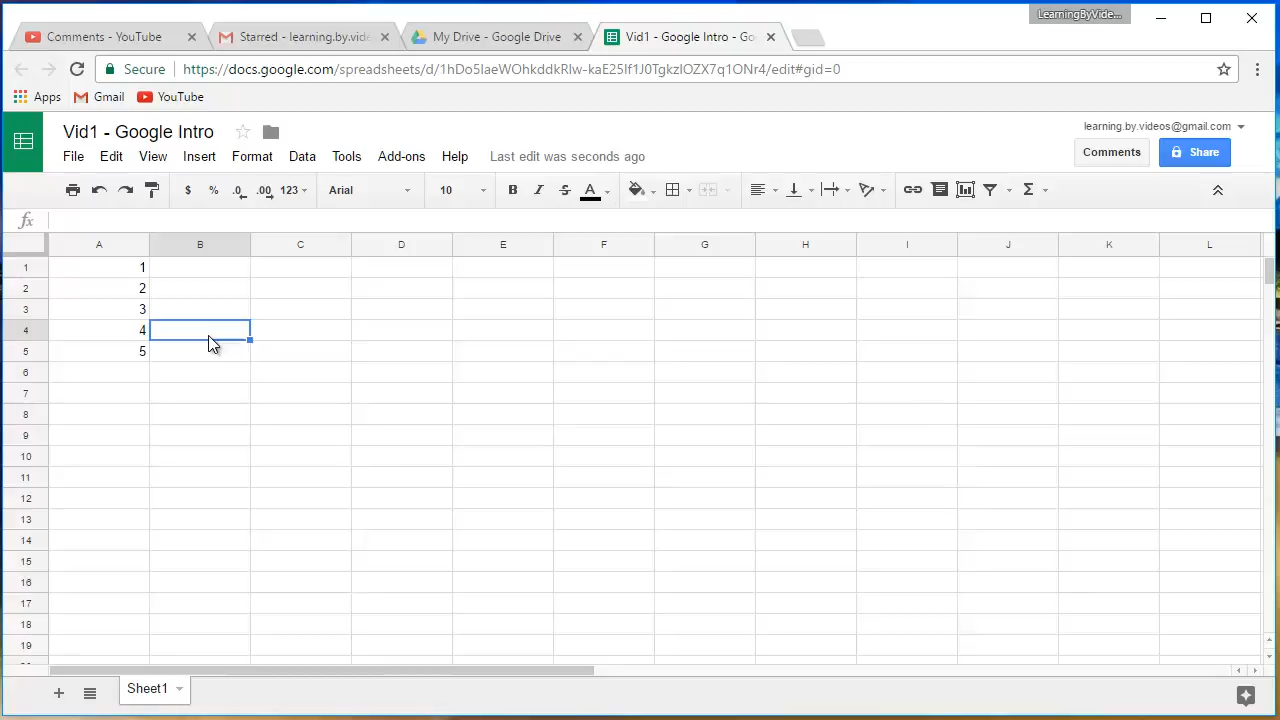 LearningByVide...
Comments - YouTube
Starred - learning.by.vide
My Drive - Google Drive
Vid1 - Google Intro - Go
Secure
https://docs.google.com/spreadsheets/d/1hDo5IaeWOhkddkRlw-kaE25If1J0TgkzIOZX7q1ONr4/edit#gid=0
Apps
Gmail
YouTube
Vid1 - Google Intro
learning.by.videos@gmail.com
File Edit View Insert Format Data Tools Add-ons Help Last edit was seconds ago
Comments
Share
$ % .0 .00 123 Arial 10 B I S A Σ
fx
A B C D E F G H I J K L
1 1
2 2
3 3
4 4
5 5
6
7
8
9
10
11
12
13
14
15
16
17
18
19
Sheet1